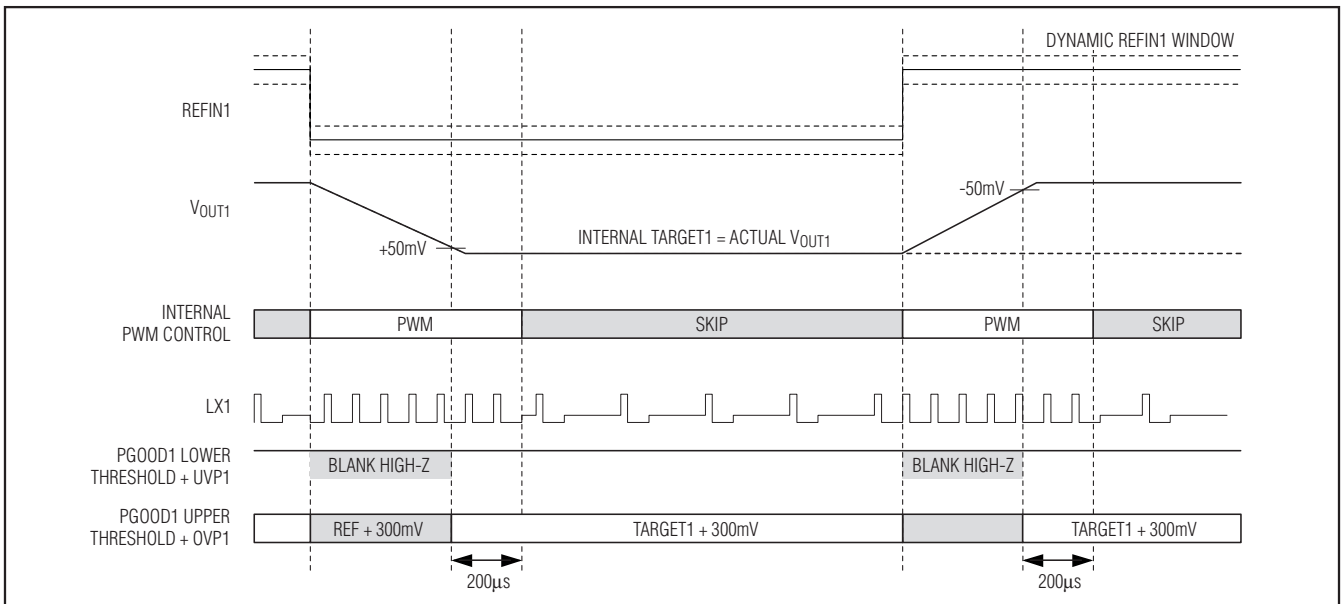 DYNAMIC REFIN1 WINDOW
REFIN1
VOUT1
+50mV
INTERNAL TARGET1 = ACTUAL VOUT1
-50mV
INTERNAL
PWM CONTROL
PWM
SKIP
PWM
SKIP
LX1
PGOOD1 LOWER
THRESHOLD + UVP1
BLANK HIGH-Z
BLANK HIGH-Z
PGOOD1 UPPER
THRESHOLD + OVP1
REF + 300mV
TARGET1 + 300mV
TARGET1 + 300mV
200μs
200μs